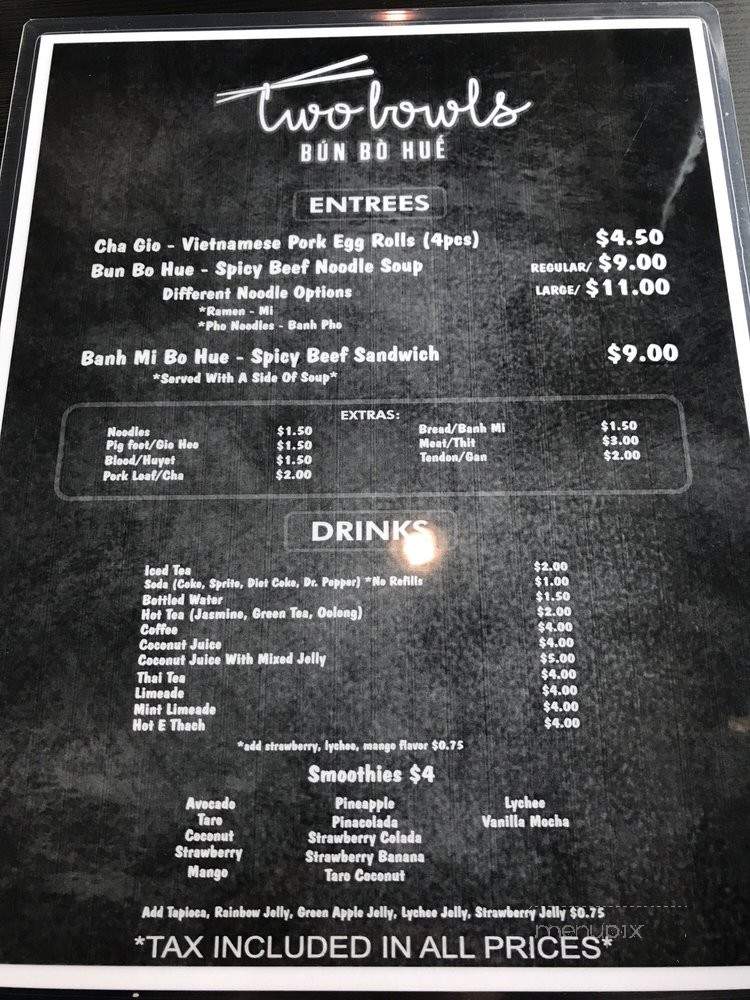 two bowls
BÚN BÒ HUÉ
ENTREES
Cha Gio - Vietnamese Pork Egg Rolls (4pcs) $4.50
Bun Bo Hue - Spicy Beef Noodle Soup REGULAR/ $9.00
Different Noodle Options LARGE/ $11.00
*Ramen - Mi
*Pho Noodles - Banh Pho
Banh Mi Bo Hue - Spicy Beef Sandwich $9.00
*Served With A Side Of Soup*
EXTRAS:
Noodles $1.50 Bread/Banh Mi $1.50
Pig feet/Gio Heo $1.50 Meat/Thit $3.00
Blood/Huyet $1.50 Tendon/Gan $2.00
Pork Loaf/Cha $2.00
DRINKS
Iced Tea $2.00
Soda (Coke, Sprite, Diet Coke, Dr. Pepper) *No Refills $1.00
Bottled Water $1.50
Hot Tea (Jasmine, Green Tea, Oolong) $2.00
Coffee $4.00
Coconut Juice $4.00
Coconut Juice With Mixed Jelly $5.00
Thai Tea $4.00
Limeade $4.00
Mint Limeade $4.00
Hot E Thach $4.00
*add strawberry, lychee, mango flavor $0.75
Smoothies $4
Avocado Pineapple Lychee
Taro Pinacolada Vanilla Mocha
Coconut Strawberry Colada
Strawberry Strawberry Banana
Mango Taro Coconut
Add Tapioca, Rainbow Jelly, Green Apple Jelly, Lychee Jelly, Strawberry Jelly $0.75
menupix
*TAX INCLUDED IN ALL PRICES*